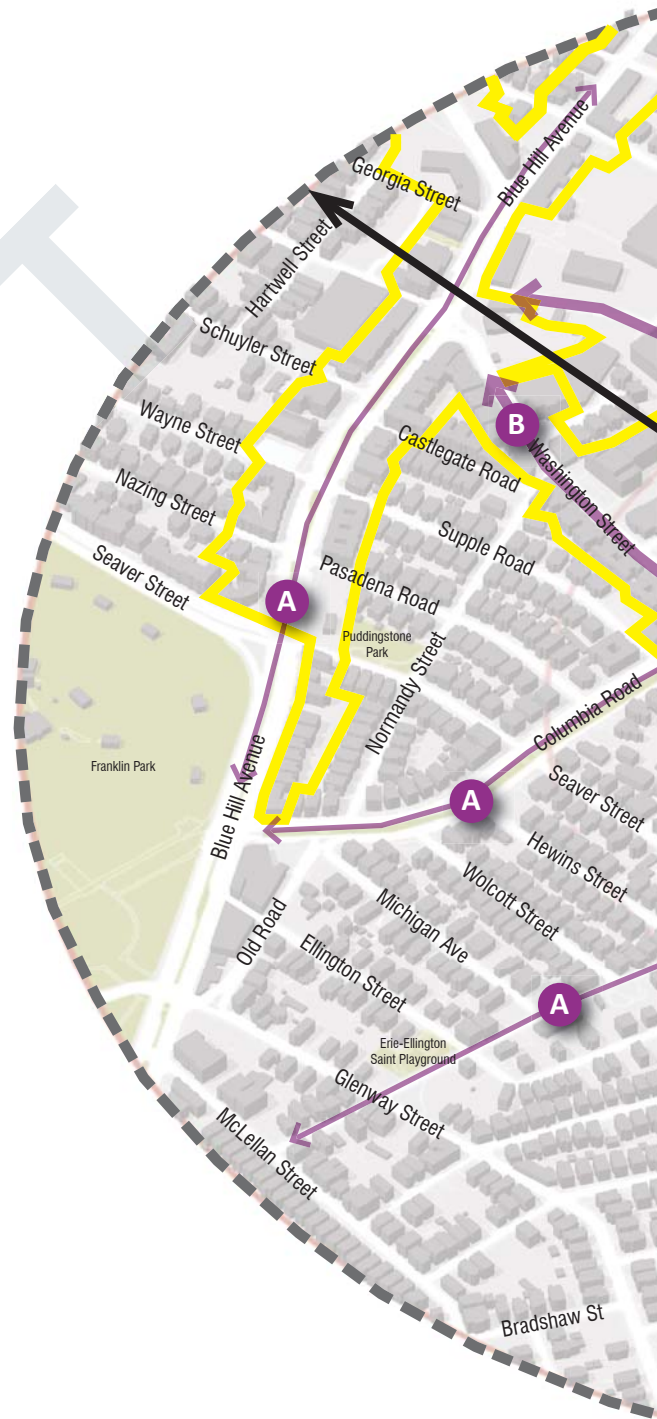 Blue Hill Avenue
Georgia Street
Hartwell Street
Schuyler Street
Wayne Street
B
Castlegate Road
Washington Street
Nazing Street
Supple Road
Seaver Street
Pasadena Road
A
Puddingstone
Park
Normandy Street
Columbia Road
Franklin Park
Blue Hill Avenue
A
Seaver Street
Hewins Street
Wolcott Street
Michigan Ave
Old Road
Ellington Street
A
Erie-Ellington
Saint Playground
Glenway Street
McLellan Street
Bradshaw St
T